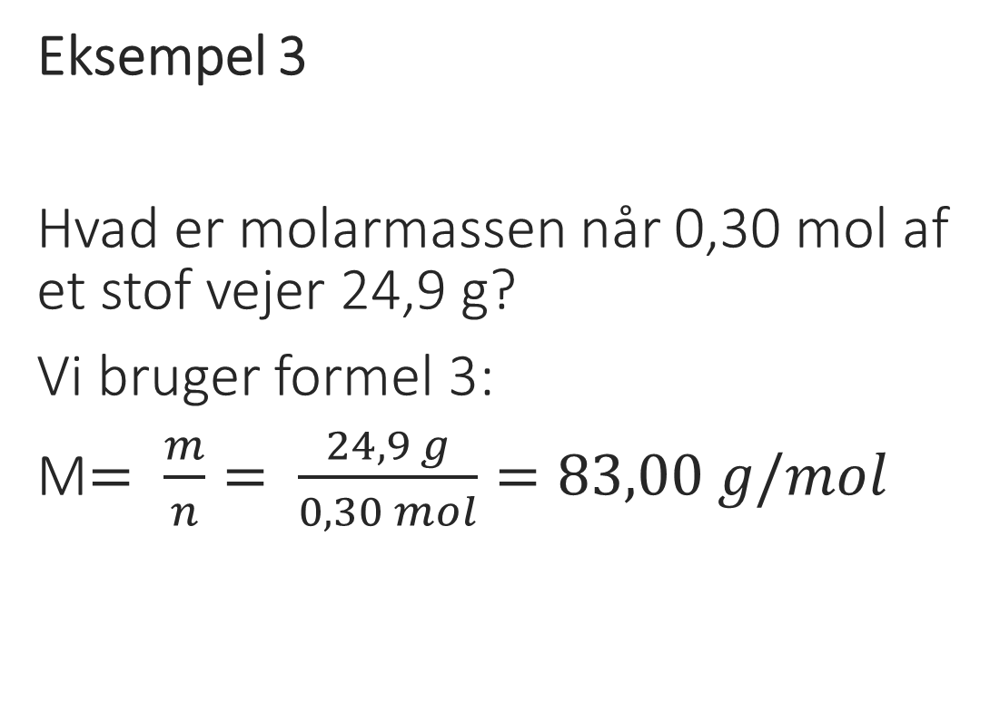 Eksempel 3
Hvad er molarmassen når 0,30 mol af
et stof vejer 24,9 g?
Vi bruger formel 3:
M= m/n = 24,9 g/0,30 mol = 83,00 g/mol